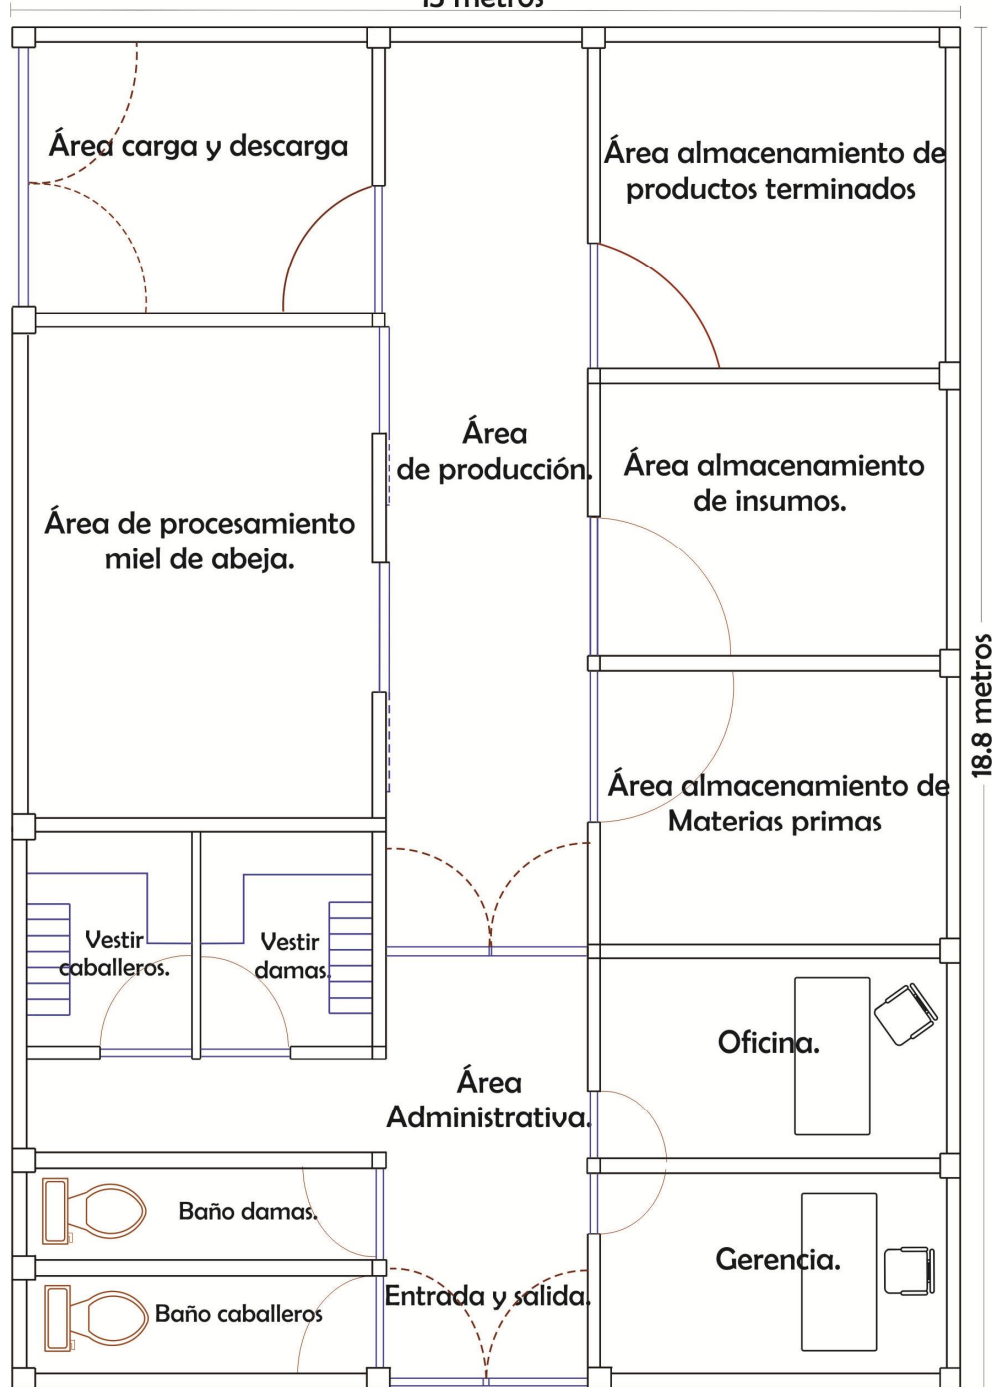 15 metros
Área carga y descarga
Área almacenamiento de
productos terminados
Área
de producción.
Área almacenamiento
de insumos.
Área de procesamiento
miel de abeja.
18.8 metros
Área almacenamiento de
Materias primas
Vestir
caballeros.
Vestir
damas.
Oficina.
Área
Administrativa.
Baño damas.
Gerencia.
Entrada y salida.
Baño caballeros